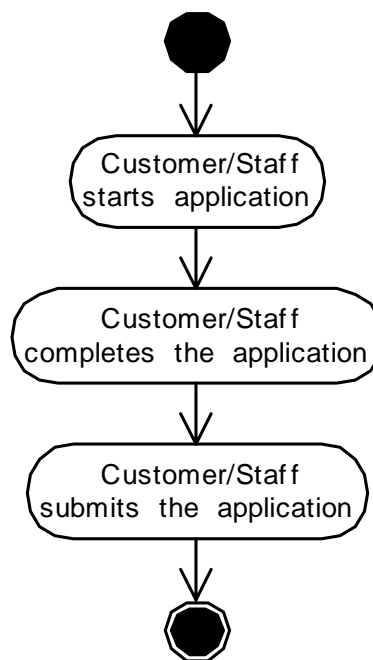 Customer/Staff
starts application
Customer/Staff
completes the application
Customer/Staff
submits the application